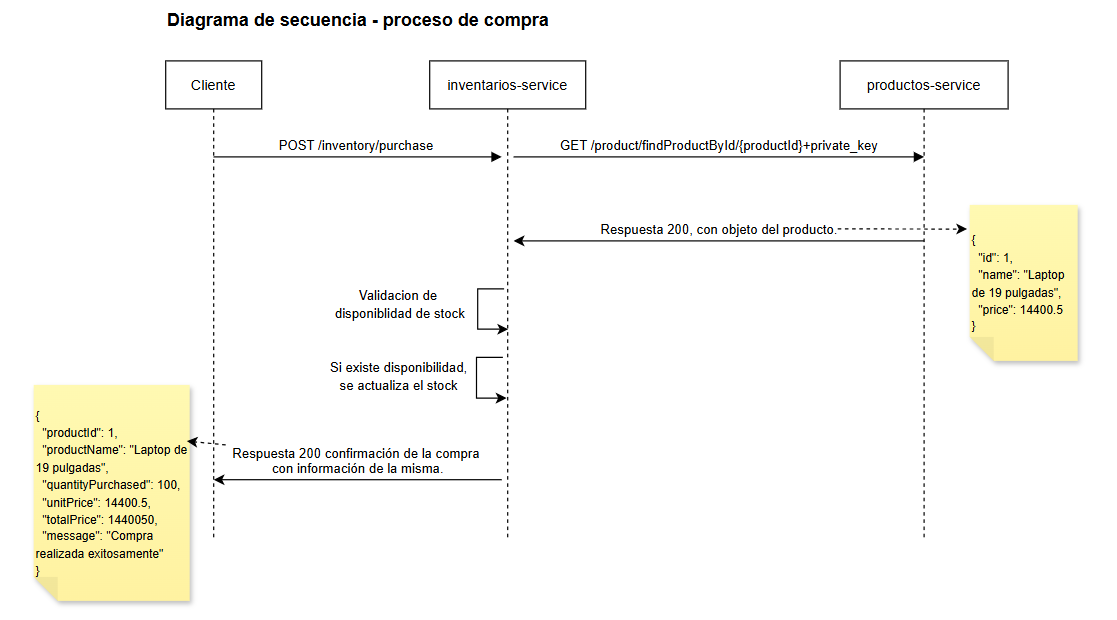 Diagrama de secuencia - proceso de compra
Cliente
inventarios-service
productos-service
POST /inventory/purchase
GET /product/findProductById/{productId}+private_key
Respuesta 200, con objeto del producto.
{
"id": 1,
"name": "Laptop
de 19 pulgadas",
"price": 14400.5
}
Validacion de
disponiblidad de stock
Si existe disponibilidad,
se actualiza el stock
Respuesta 200 confirmación de la compra
con información de la misma.
{
"productId": 1,
"productName": "Laptop de
19 pulgadas",
"quantityPurchased": 100,
"unitPrice": 14400.5,
"totalPrice": 1440050,
"message": "Compra
realizada exitosamente"
}